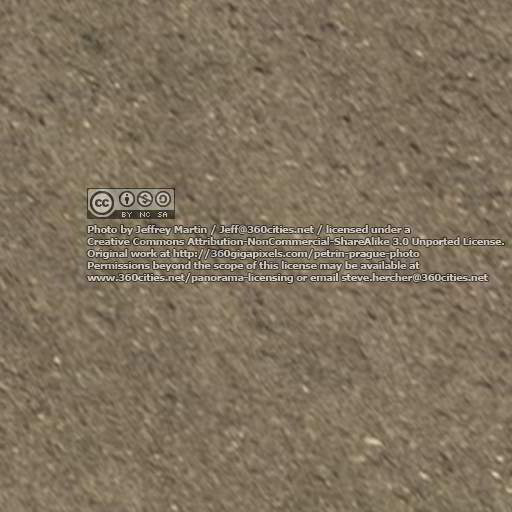 cc
BY NC SA
Photo by Jeffrey Martin / Jeff@360cities.net / licensed under a
Creative Commons Attribution-NonCommercial-ShareAlike 3.0 Unported License.
Original work at http://360gigapixels.com/petrin-prague-photo
Permissions beyond the scope of this license may be available at
www.360cities.net/panorama-licensing or email steve.hercher@360cities.net